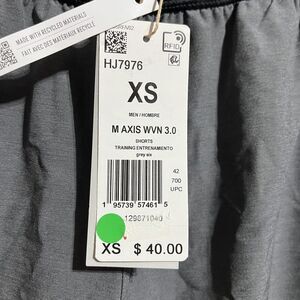 MADE WITH RECYCLED MATERIALS
FAIT AVEC DES MATÉRIAUX RECYCLÉS
RFID
HJ7976
XS
MEN / HOMBRE
M AXIS WVN 3.0
SHORTS
TRAINING/ENTRENAMIENTO
grey six
42
700
UPC
1 95739 57461 5
XS $ 40.00